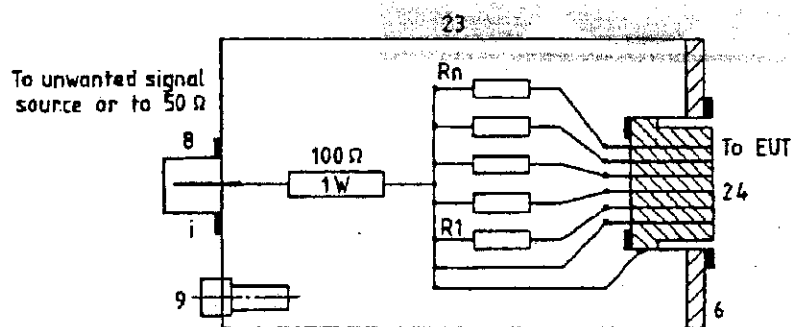 23
To unwanted signal
source or to 50 Ω
8
i
9
100 Ω
1W
Rn
R1
To EUT
24
6